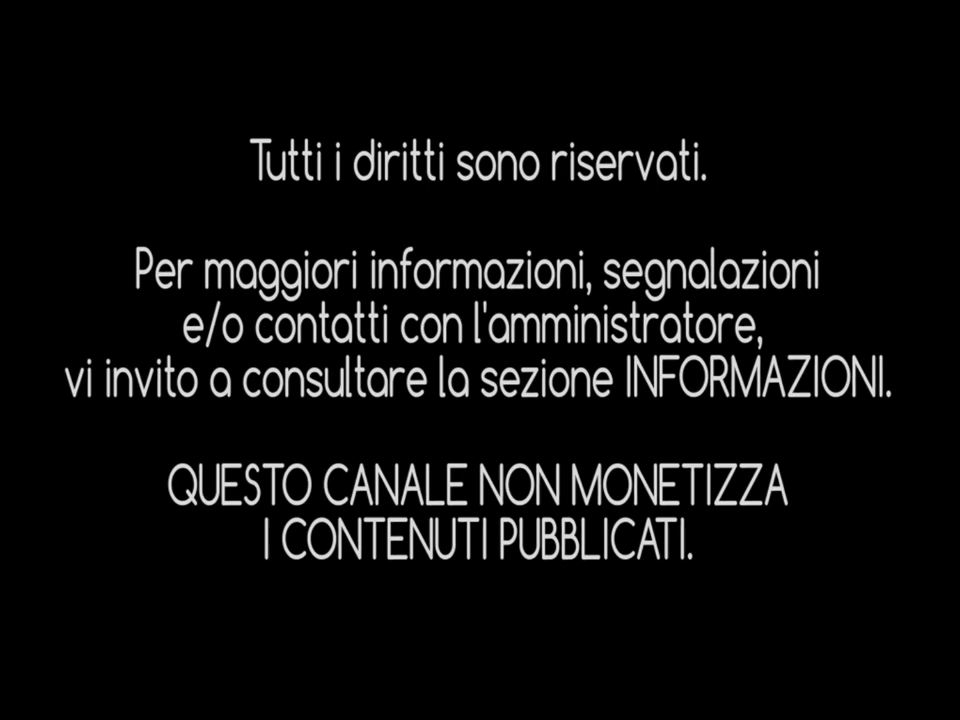 Tutti i diritti sono riservati.
Per maggiori informazioni, segnalazioni
e/o contatti con l'amministratore,
vi invito a consultare la sezione INFORMAZIONI.
QUESTO CANALE NON MONETIZZA
I CONTENUTI PUBBLICATI.